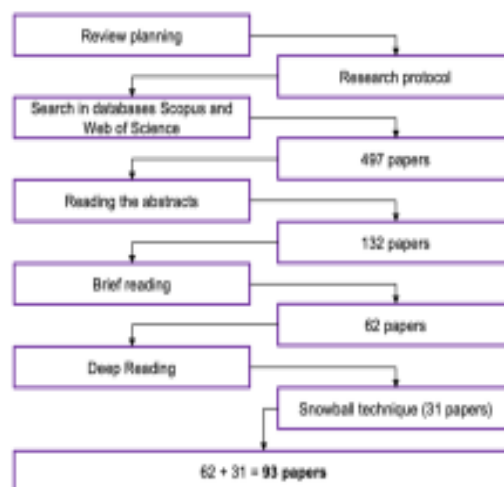 Review planning
Research protocol
Search in databases Scopus and
Web of Science
497 papers
Reading the abstracts
132 papers
Brief reading
62 papers
Deep Reading
Snowball technique (31 papers)
62 + 31 = 93 papers